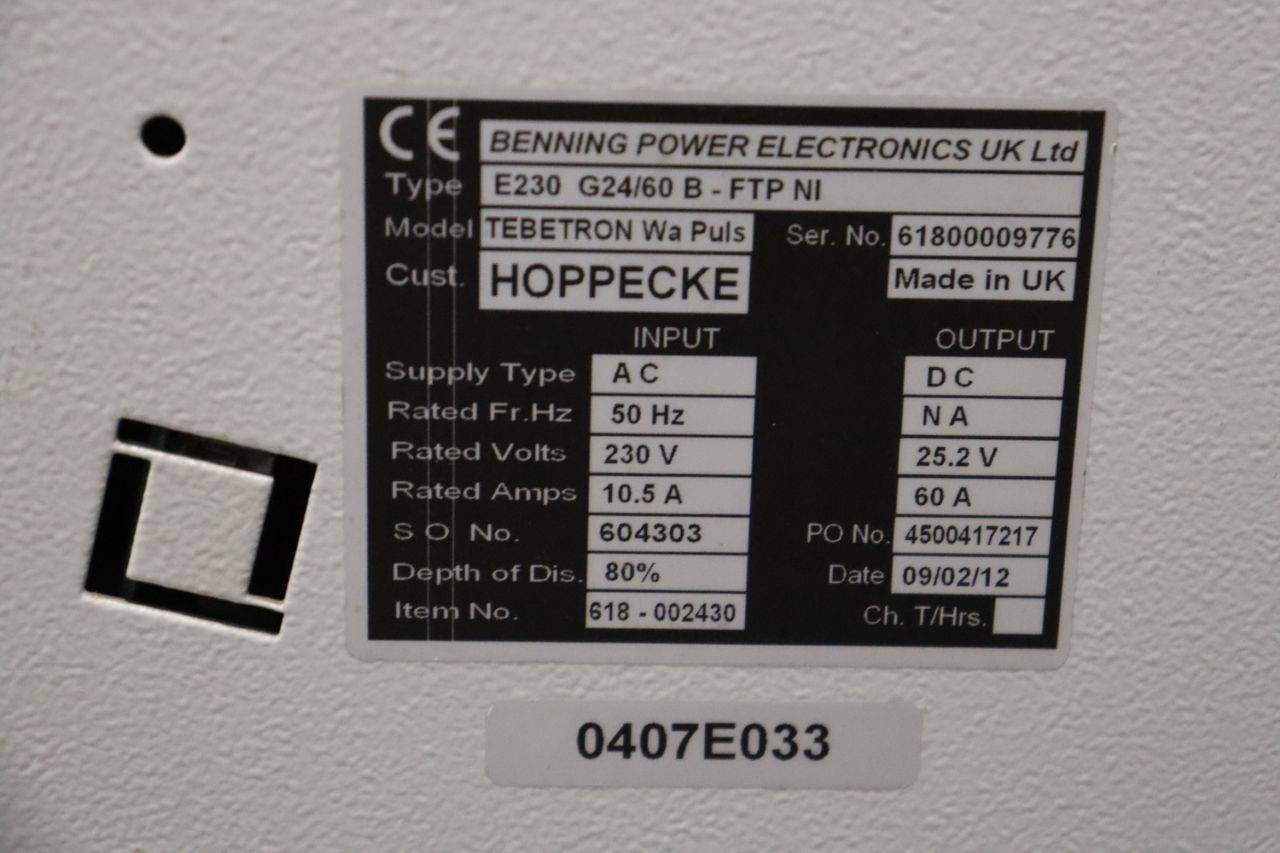 CE BENNING POWER ELECTRONICS UK Ltd
Type E230 G24/60 B - FTP NI
Model TEBETRON Wa Puls Ser. No. 61800009776
Cust. HOPPECKE Made in UK
INPUT OUTPUT
Supply Type A C D C
Rated Fr.Hz 50 Hz N A
Rated Volts 230 V 25.2 V
Rated Amps 10.5 A 60 A
S O No. 604303 PO No. 4500417217
Depth of Dis. 80% Date 09/02/12
Item No. 618 - 002430 Ch. T/Hrs.
0407E033